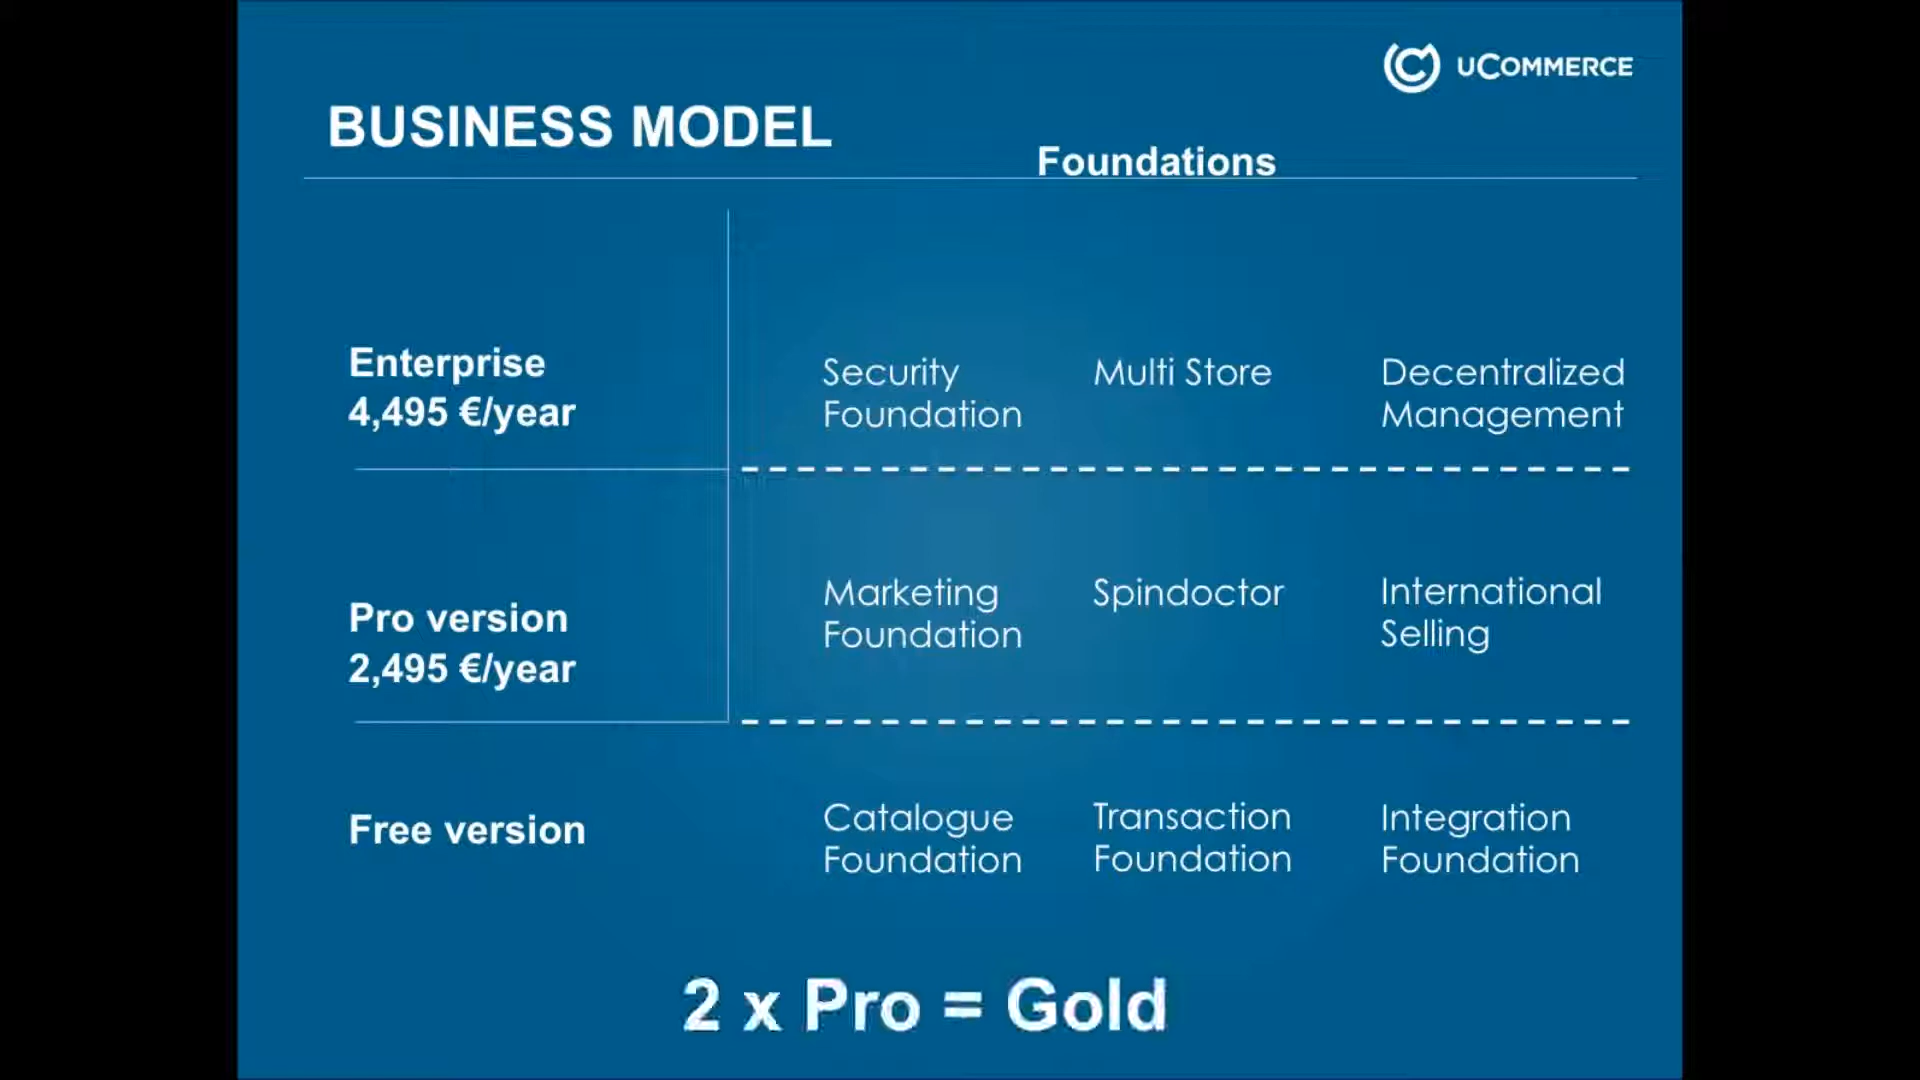 UCOMMERCE
BUSINESS MODEL
Foundations
Enterprise
4,495 €/year
Security
Foundation
Multi Store
Decentralized
Management
Pro version
2,495 €/year
Marketing
Foundation
Spindoctor
International
Selling
Free version
Catalogue
Foundation
Transaction
Foundation
Integration
Foundation
2 x Pro = Gold